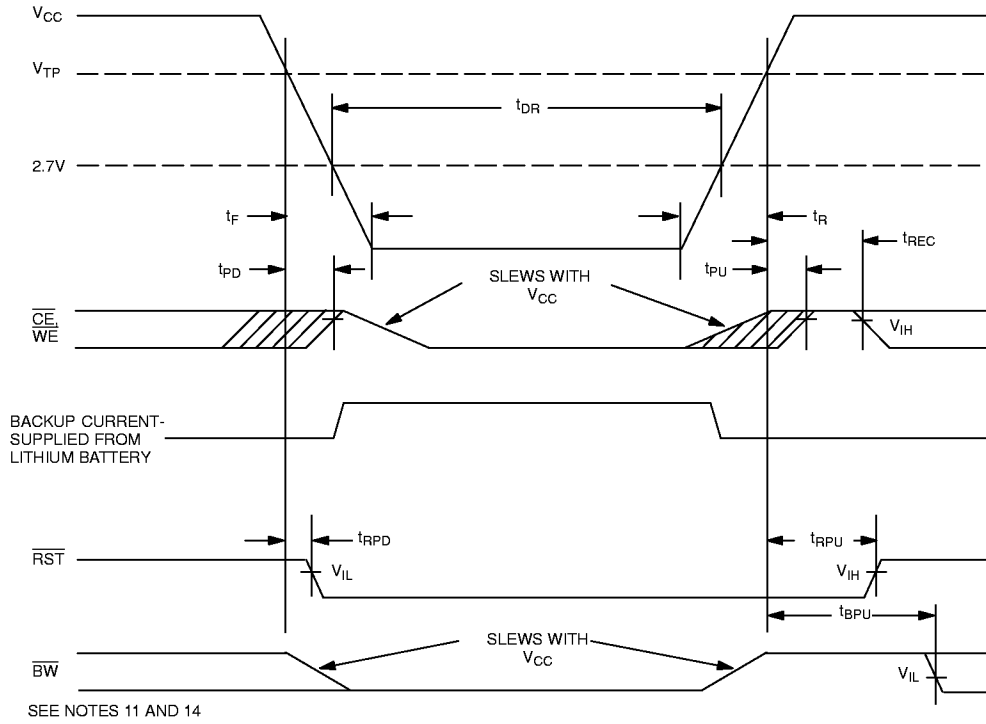 VCC
VTP
tDR
2.7V
tF
tR
tREC
tPD
tPU
SLEWS WITH
VCC
CE,
WE
VIH
BACKUP CURRENT-
SUPPLIED FROM
LITHIUM BATTERY
tRPD
tRPU
RST
VIL
VIH
tBPU
SLEWS WITH
VCC
BW
VIL
SEE NOTES 11 AND 14